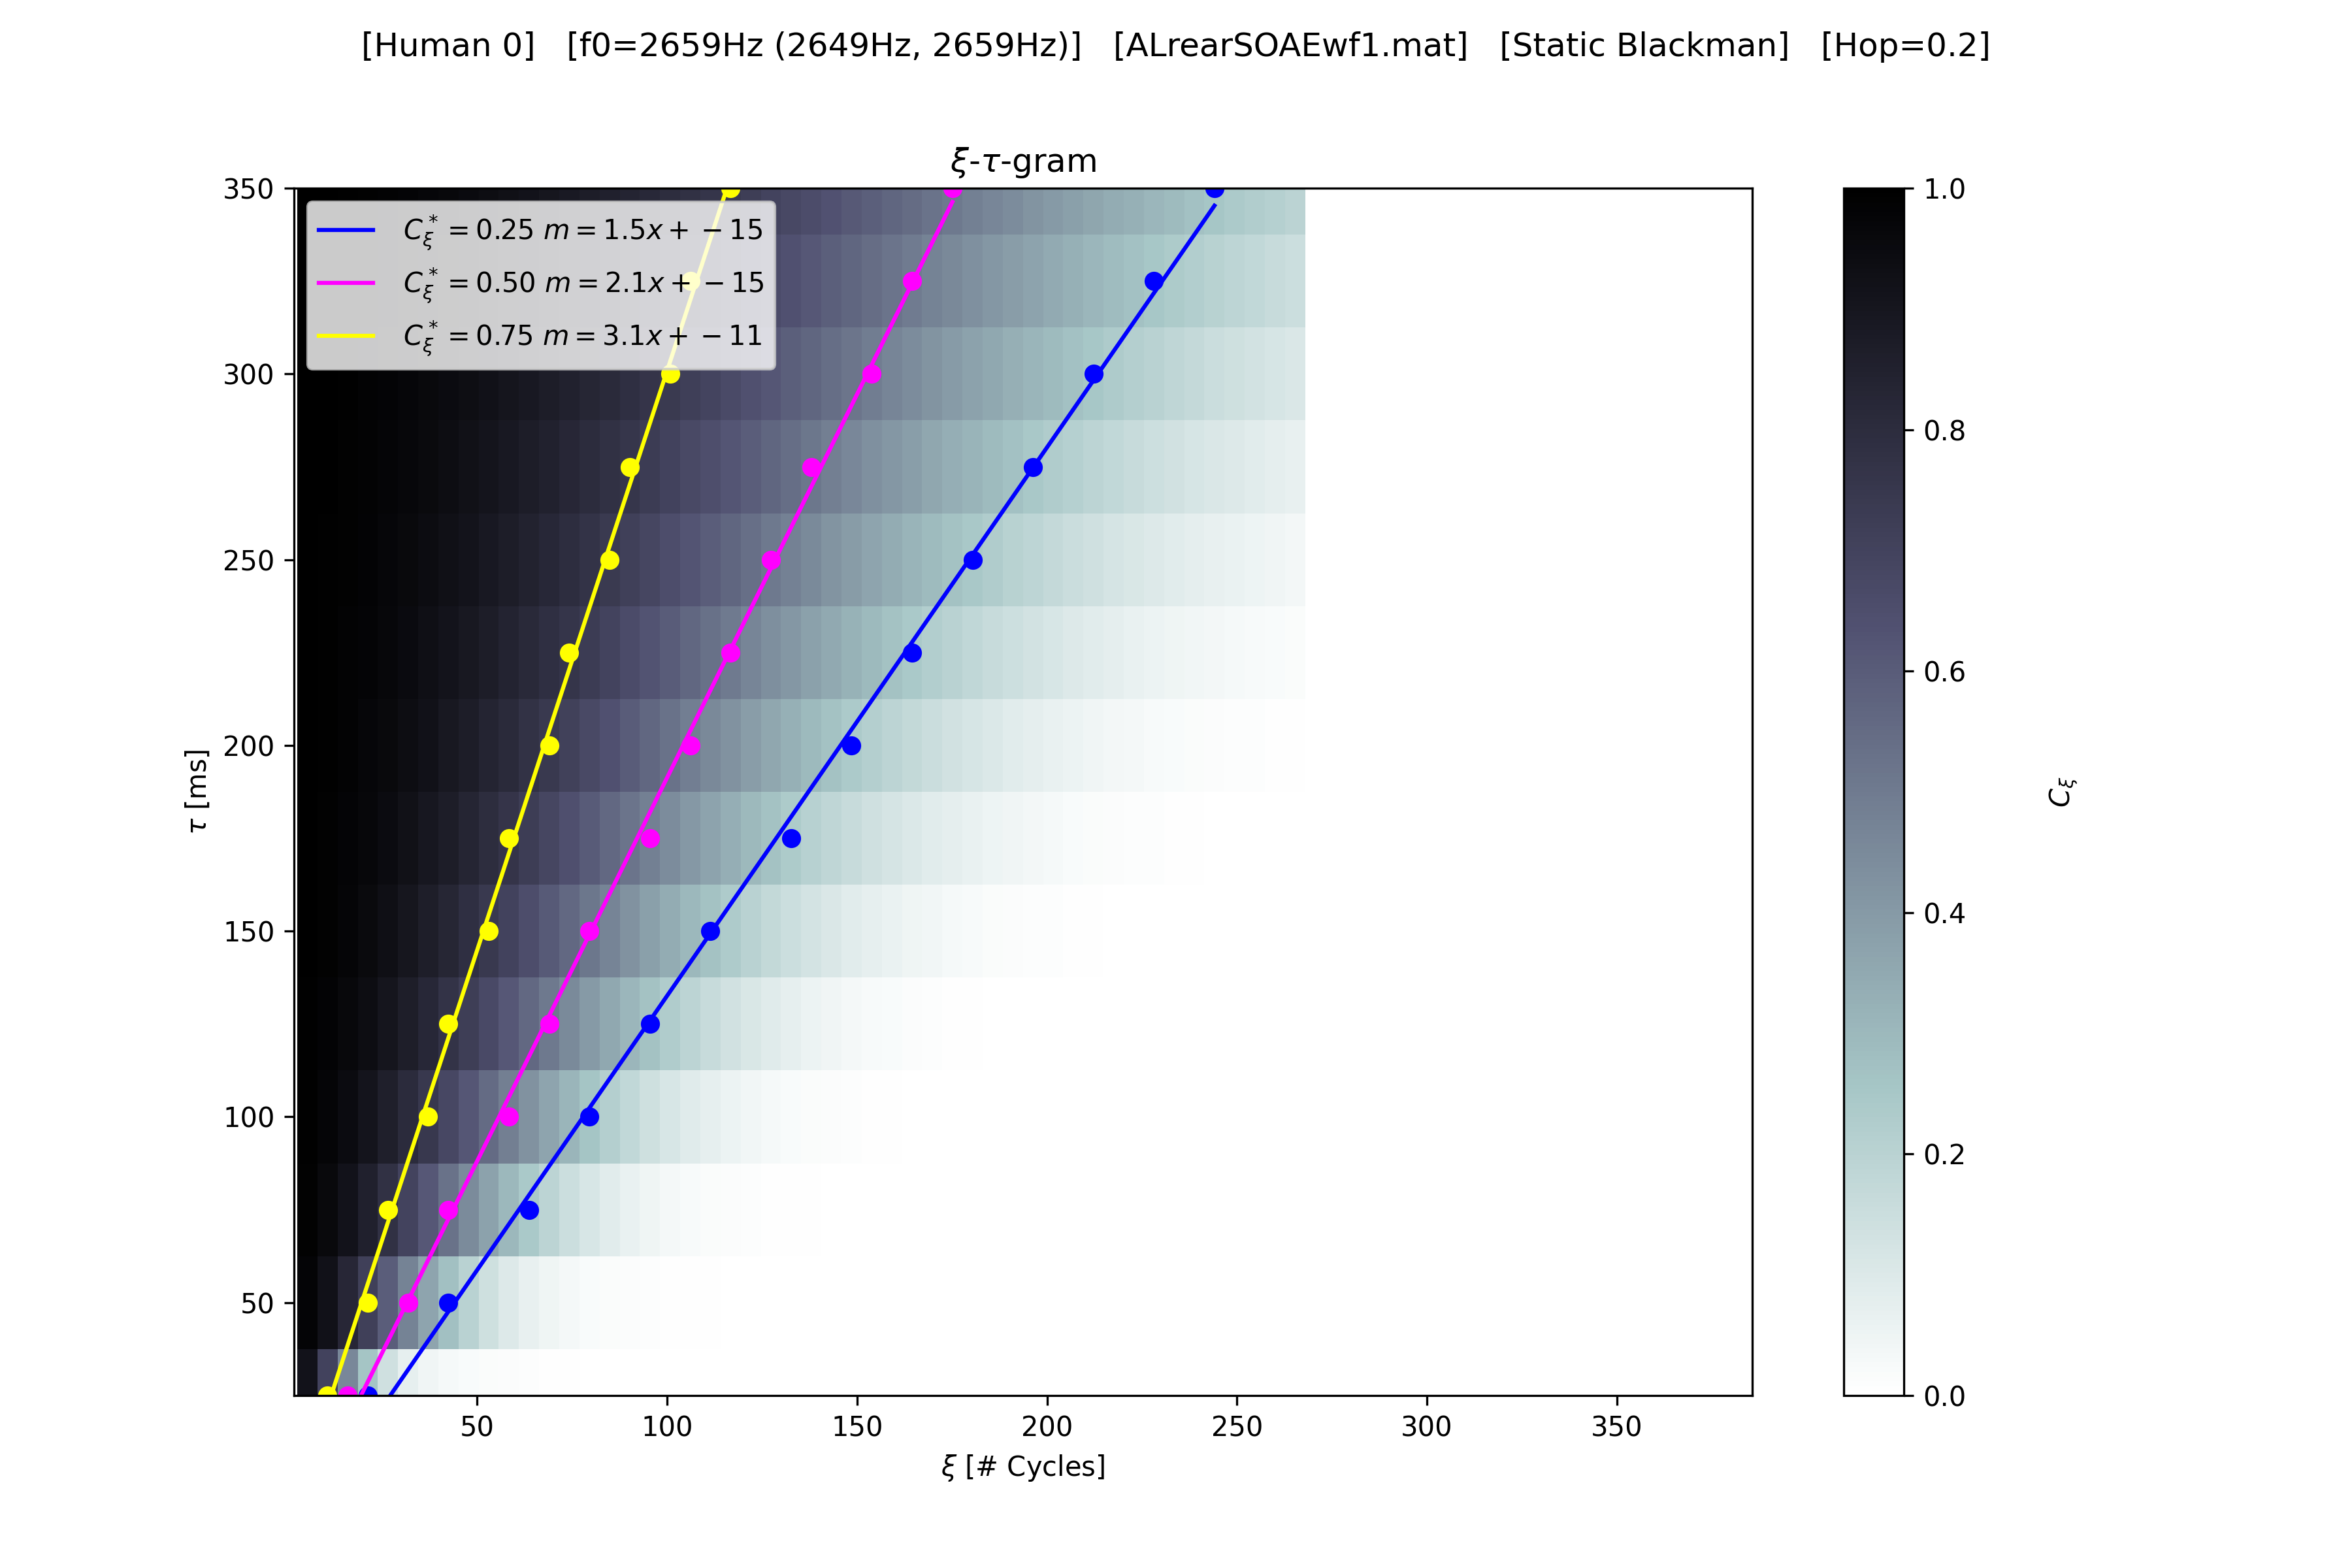 [Human 0]   [f0=2659Hz (2649Hz, 2659Hz)]   [ALrearSOAEwf1.mat]   [Static Blackman]   [Hop=0.2]
ξ-τ-gram
C*ξ = 0.25 m = 1.5x + −15
C*ξ = 0.50 m = 2.1x + −15
C*ξ = 0.75 m = 3.1x + −11
350
300
250
200
150
100
50
τ [ms]
50 100 150 200 250 300 350
ξ [# Cycles]
1.0
0.8
0.6
0.4
0.2
0.0
Cξ